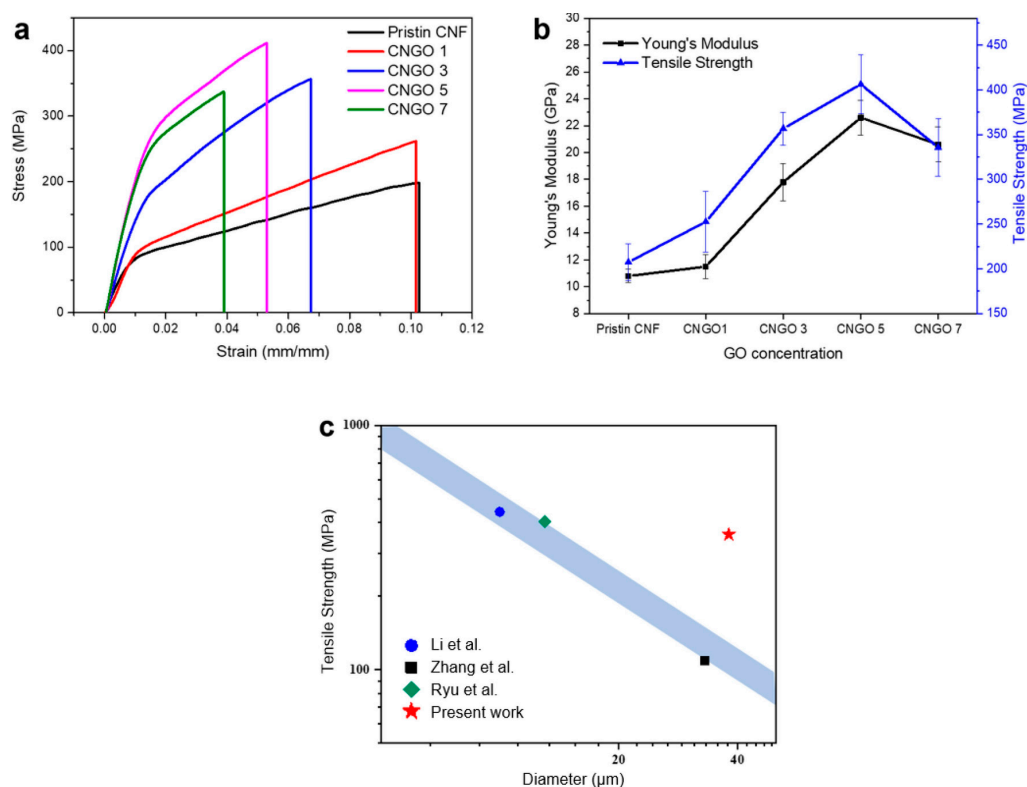 a
Pristin CNF
CNGO 1
CNGO 3
CNGO 5
CNGO 7
400
300
200
100
0
Stress (MPa)
0.00 0.02 0.04 0.06 0.08 0.10 0.12
Strain (mm/mm)
b
Young's Modulus
Tensile Strength
30
28
26
24
22
20
18
16
14
12
10
8
Young's Modulus (GPa)
450
400
350
300
250
200
150
Tensile Strength (MPa)
Pristin CNF CNGO1 CNGO 3 CNGO 5 CNGO 7
GO concentration
c
1000
100
Tensile Strength (MPa)
Li et al.
Zhang et al.
Ryu et al.
Present work
20 40
Diameter (μm)